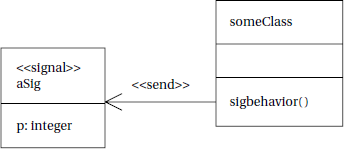 someClass
<<signal>>
aSig
<<send>>
sigbehavior()
p: integer